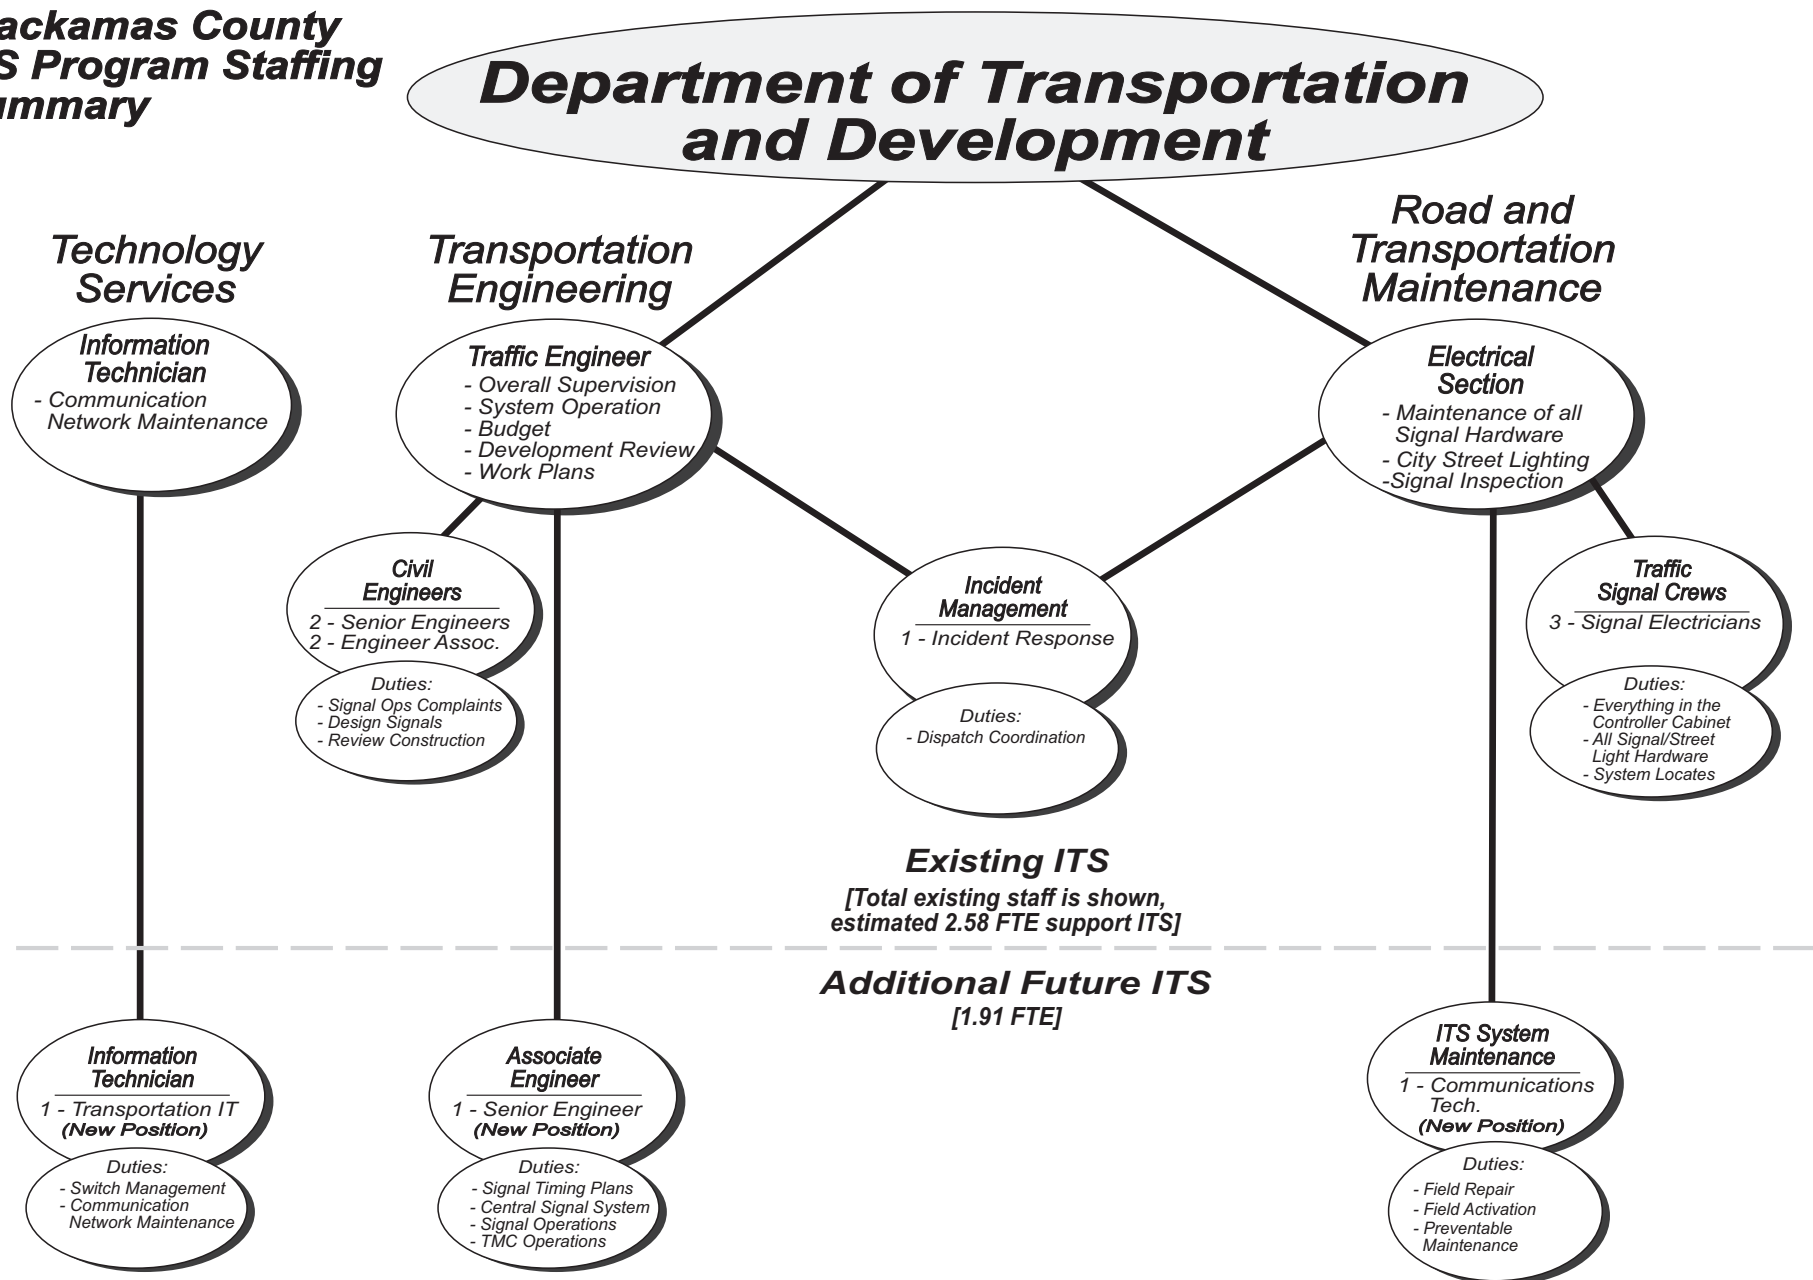 ackamas County
S Program Staffing
ummary
Department of Transportation
and Development
Technology
Services
Information
Technician
- Communication
Network Maintenance
Transportation
Engineering
Traffic Engineer
- Overall Supervision
- System Operation
- Budget
- Development Review
- Work Plans
Road and
Transportation
Maintenance
Electrical
Section
- Maintenance of all
Signal Hardware
- City Street Lighting
-Signal Inspection
Civil
Engineers
2 - Senior Engineers
2 - Engineer Assoc.
Duties:
- Signal Ops Complaints
- Design Signals
- Review Construction
Incident
Management
1 - Incident Response
Duties:
- Dispatch Coordination
Traffic
Signal Crews
3 - Signal Electricians
Duties:
- Everything in the
Controller Cabinet
- All Signal/Street
Light Hardware
- System Locates
Existing ITS
[Total existing staff is shown,
estimated 2.58 FTE support ITS]
Additional Future ITS
[1.91 FTE]
Information
Technician
1 - Transportation IT
(New Position)
Duties:
- Switch Management
- Communication
Network Maintenance
Associate
Engineer
1 - Senior Engineer
(New Position)
Duties:
- Signal Timing Plans
- Central Signal System
- Signal Operations
- TMC Operations
ITS System
Maintenance
1 - Communications
Tech.
(New Position)
Duties:
- Field Repair
- Field Activation
- Preventable
Maintenance